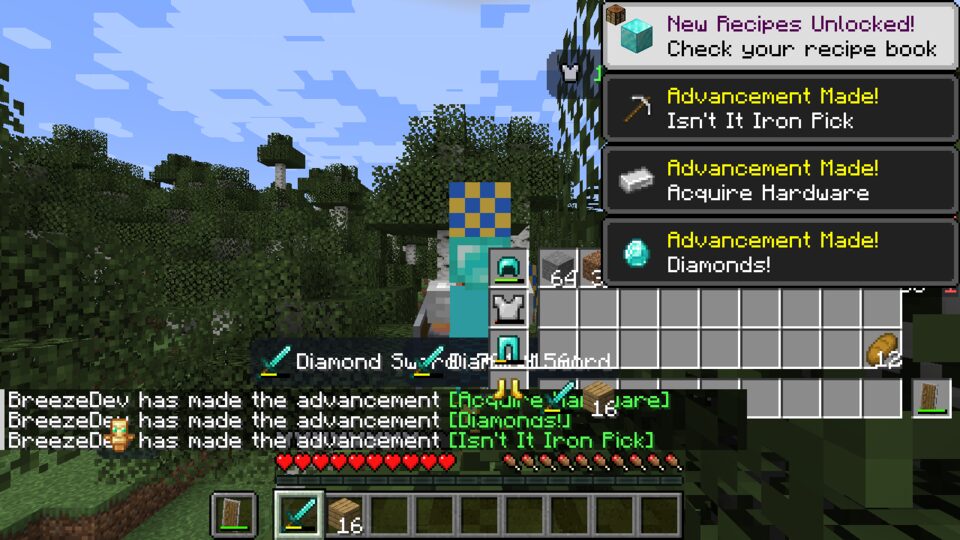 New Recipes Unlocked!
Check your recipe book
1
Advancement Made!
Isn't It Iron Pick
Advancement Made!
Acquire Hardware
Advancement Made!
Diamonds!
64
3
12
Diamond Sword
16
BreezeDev has made the advancement [Acquire Hardware]
BreezeDev has made the advancement [Diamonds!]
BreezeDev has made the advancement [Isn't It Iron Pick]
16